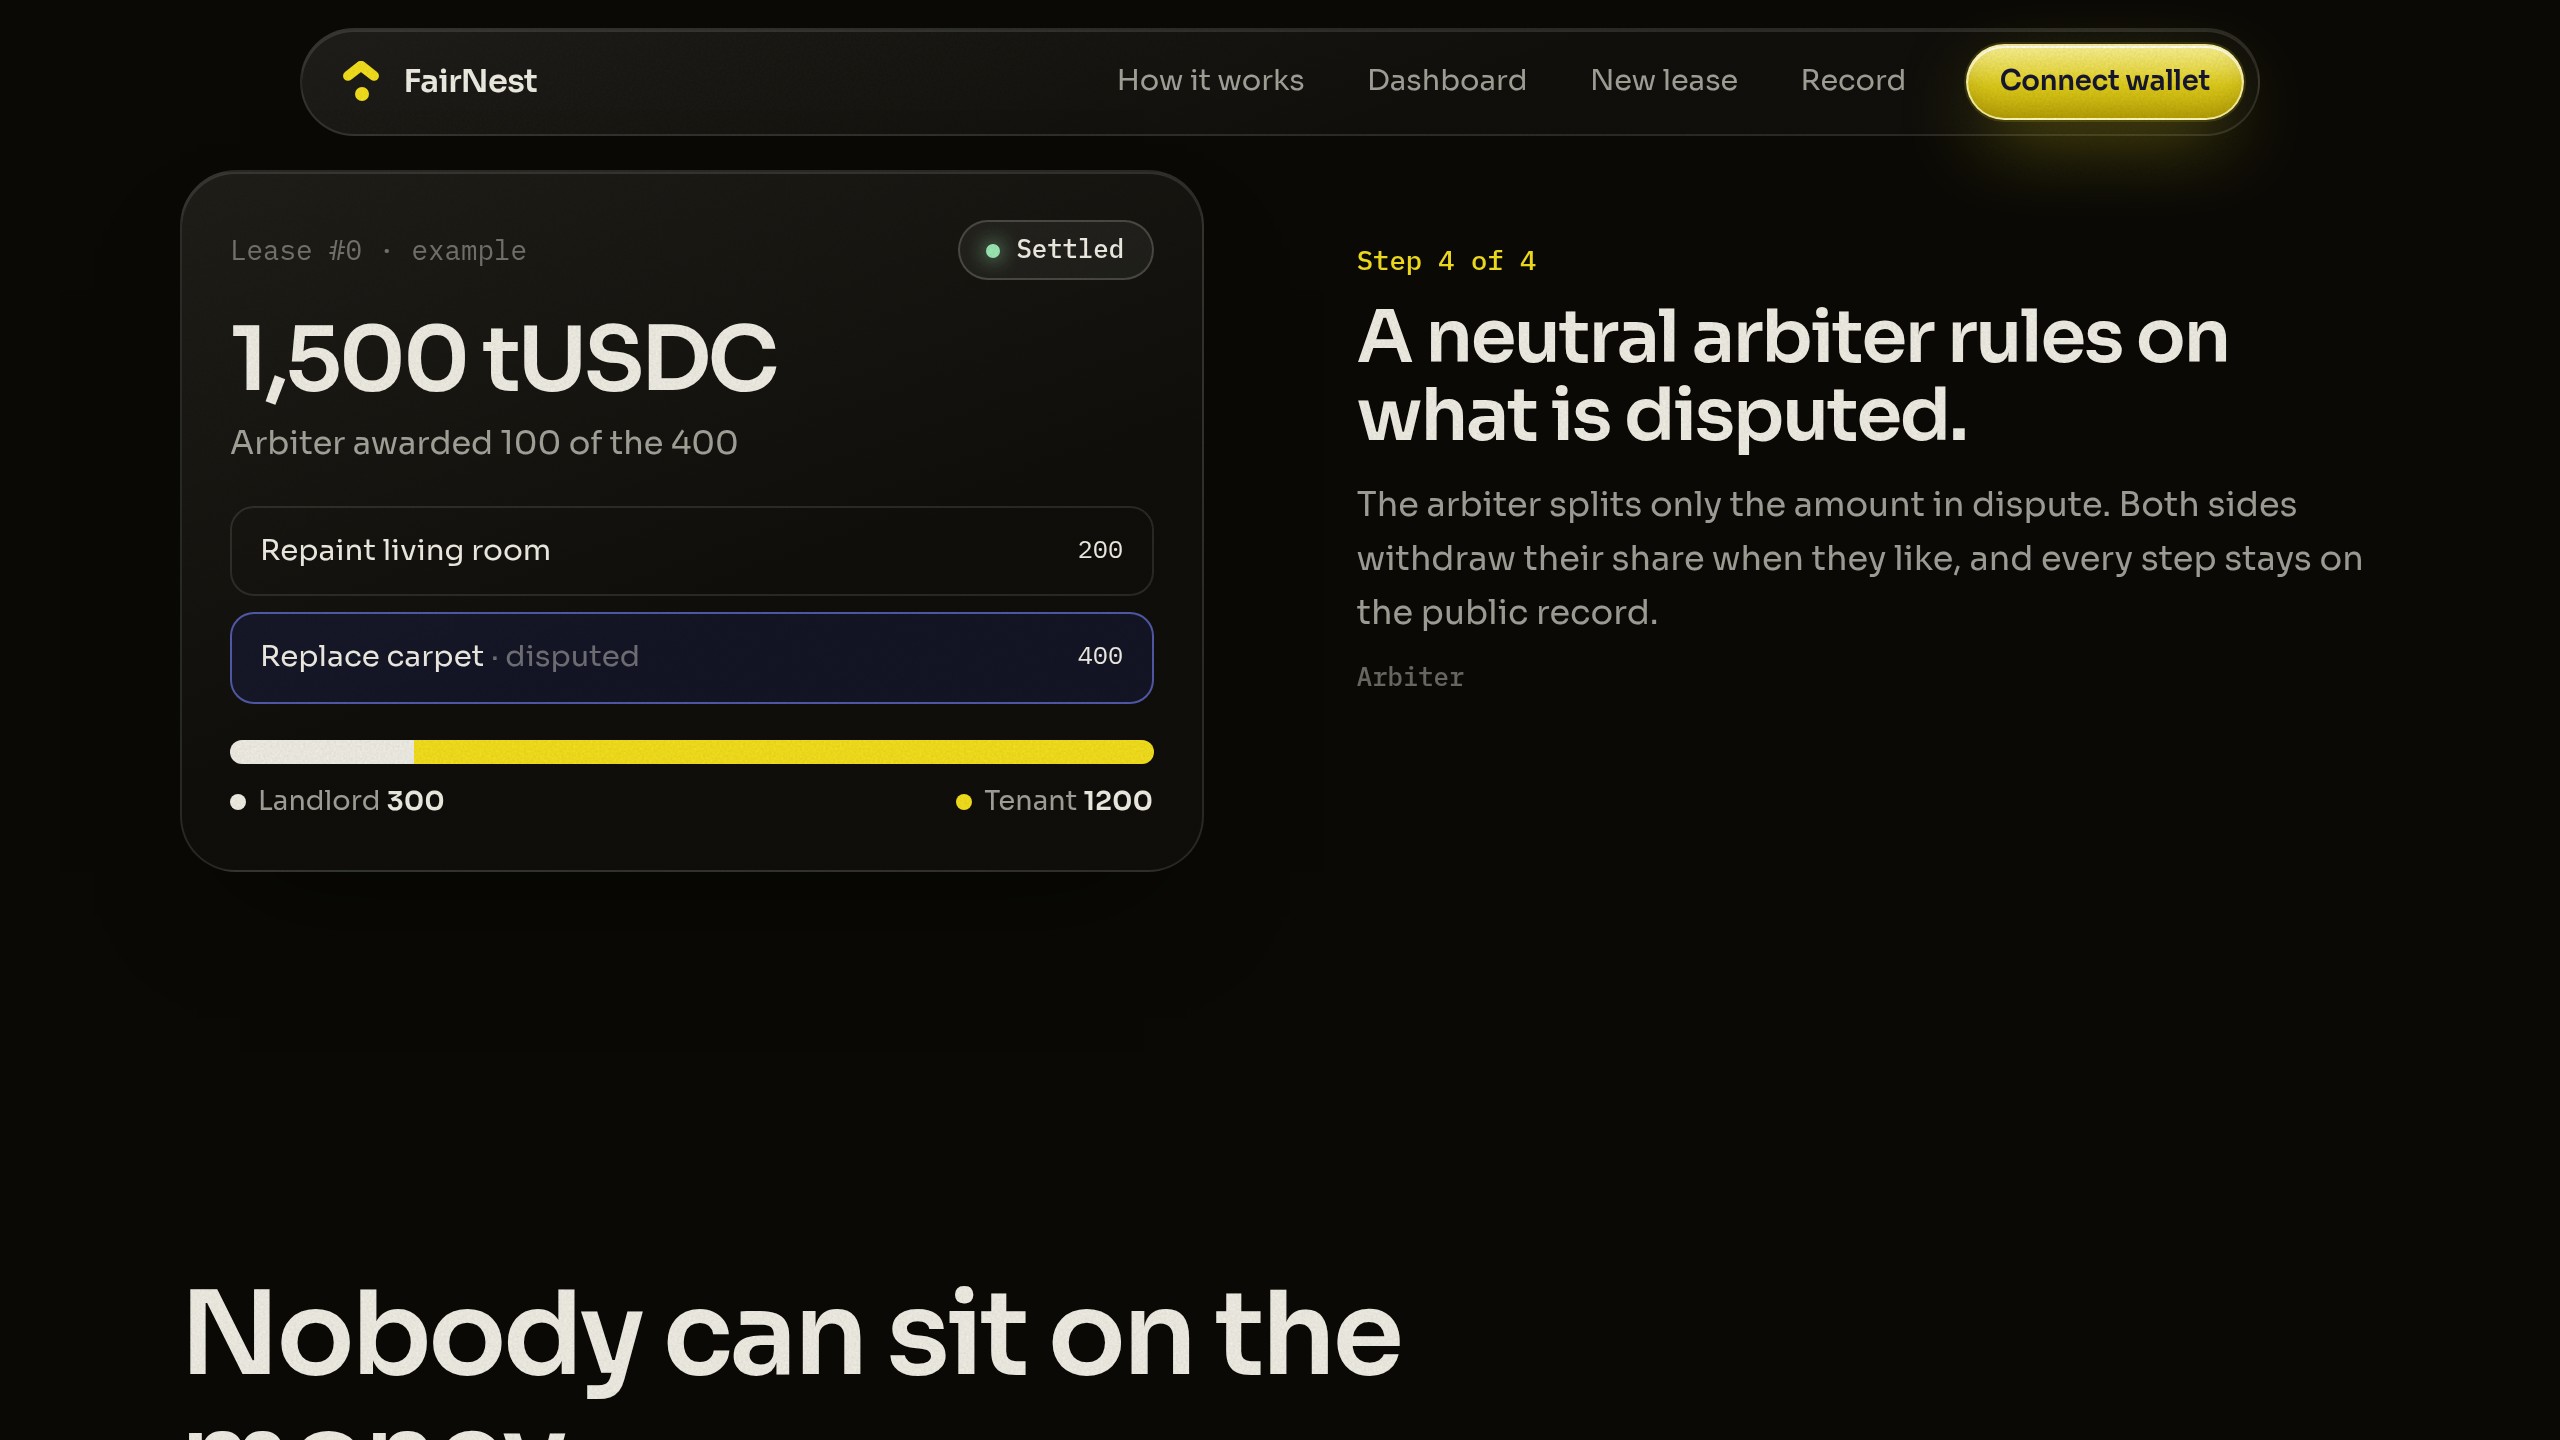 FairNest
How it works
Dashboard
New lease
Record
Connect wallet
Lease #0 · example
Settled
1,500 tUSDC
Arbiter awarded 100 of the 400
Repaint living room
200
Replace carpet · disputed
400
Landlord 300
Tenant 1200
Step 4 of 4
A neutral arbiter rules on
what is disputed.
The arbiter splits only the amount in dispute. Both sides
withdraw their share when they like, and every step stays on
the public record.
Arbiter
Nobody can sit on the
money